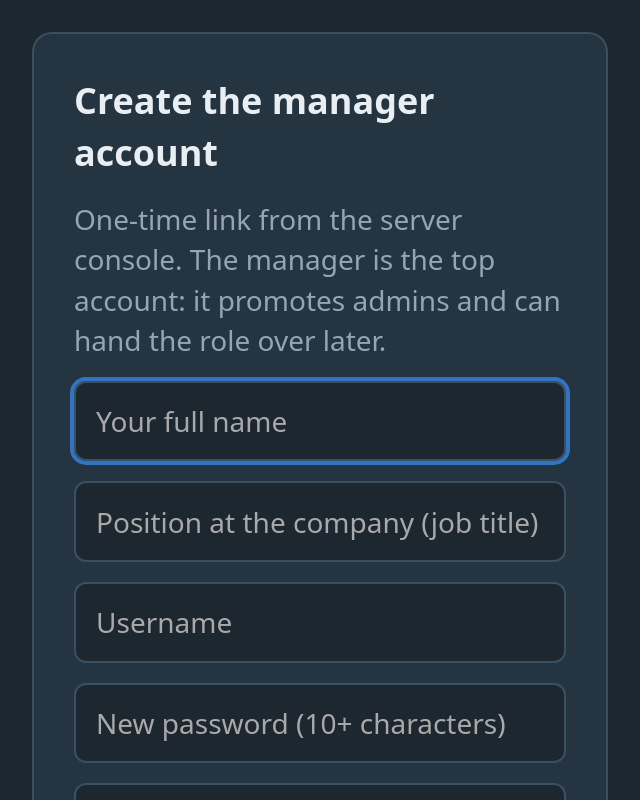 Create the manager
account
One-time link from the server
console. The manager is the top
account: it promotes admins and can
hand the role over later.
Your full name
Position at the company (job title)
Username
New password (10+ characters)